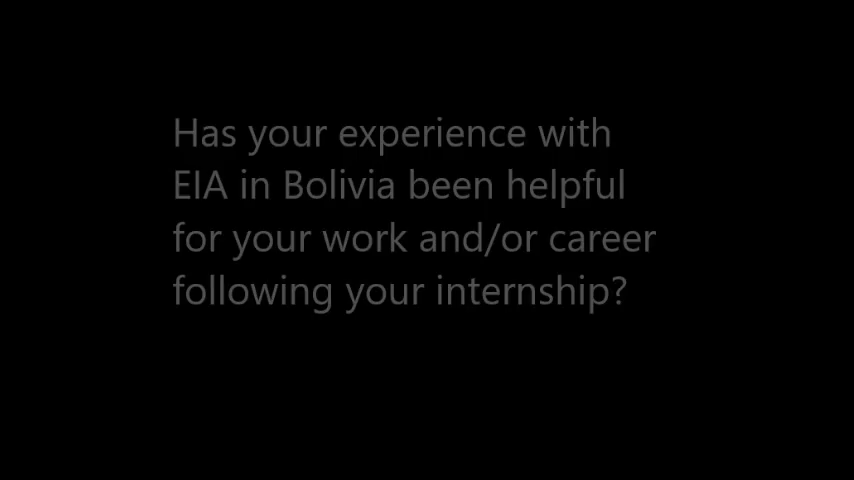 Has your experience with
EIA in Bolivia been helpful
for your work and/or career
following your internship?